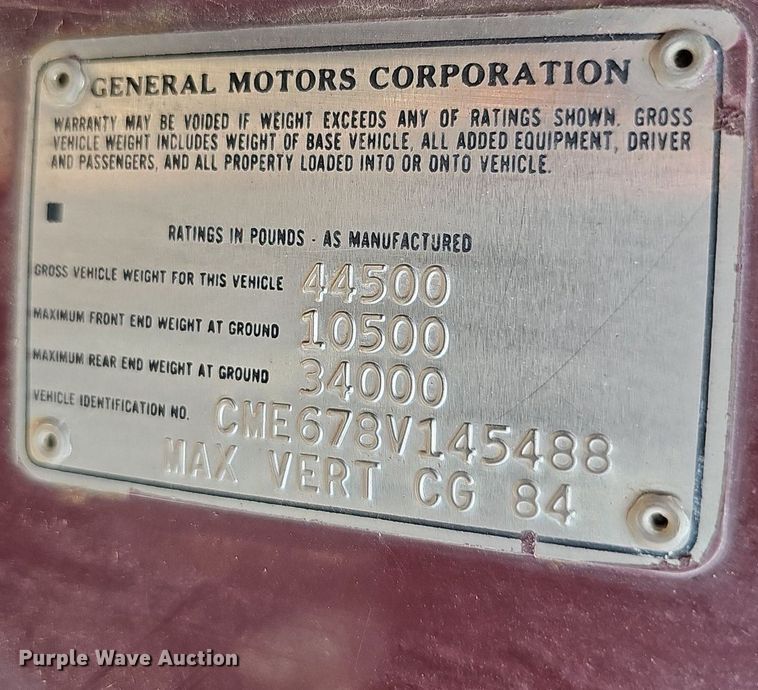 GENERAL MOTORS CORPORATION
WARRANTY MAY BE VOIDED IF WEIGHT EXCEEDS ANY OF RATINGS SHOWN. GROSS
VEHICLE WEIGHT INCLUDES WEIGHT OF BASE VEHICLE, ALL ADDED EQUIPMENT, DRIVER
AND PASSENGERS, AND ALL PROPERTY LOADED INTO OR ONTO VEHICLE.
RATINGS IN POUNDS - AS MANUFACTURED
GROSS VEHICLE WEIGHT FOR THIS VEHICLE 44500
MAXIMUM FRONT END WEIGHT AT GROUND 10500
MAXIMUM REAR END WEIGHT AT GROUND 34000
VEHICLE IDENTIFICATION NO. CME678V145488
MAX VERT CG 84
Purple Wave Auction